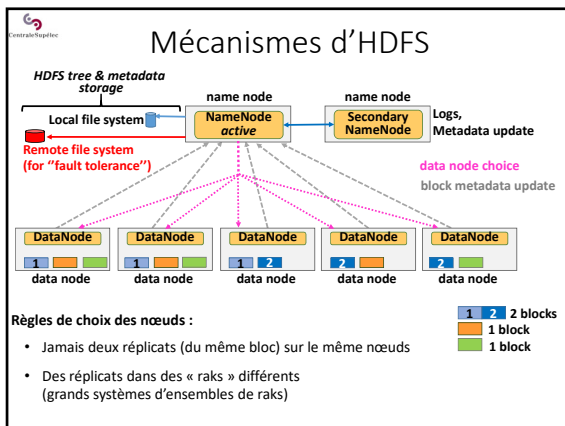 CentraleSupélec
Mécanismes d’HDFS
HDFS tree & metadata
storage
name node
name node
Local file system
NameNode
active
Secondary
NameNode
Logs,
Metadata update
Remote file system
(for ‘’fault tolerance’’)
data node choice
block metadata update
DataNode
DataNode
DataNode
DataNode
DataNode
1
1
1 2
2
2
data node
data node
data node
data node
data node
Règles de choix des nœuds :
1 2 2 blocks
1 block
1 block
• Jamais deux réplicats (du même bloc) sur le même nœuds
• Des réplicats dans des « raks » différents
(grands systèmes d’ensembles de raks)